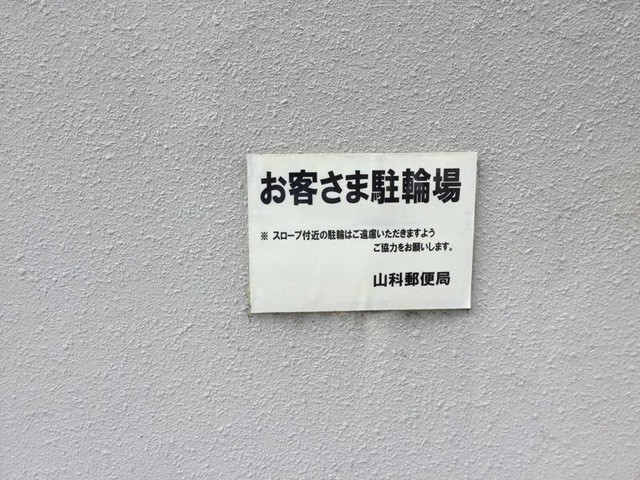 お客さま駐輪場
※ スロープ付近の駐輪はご遠慮いただきますよう
ご協力をお願いします。
山科郵便局